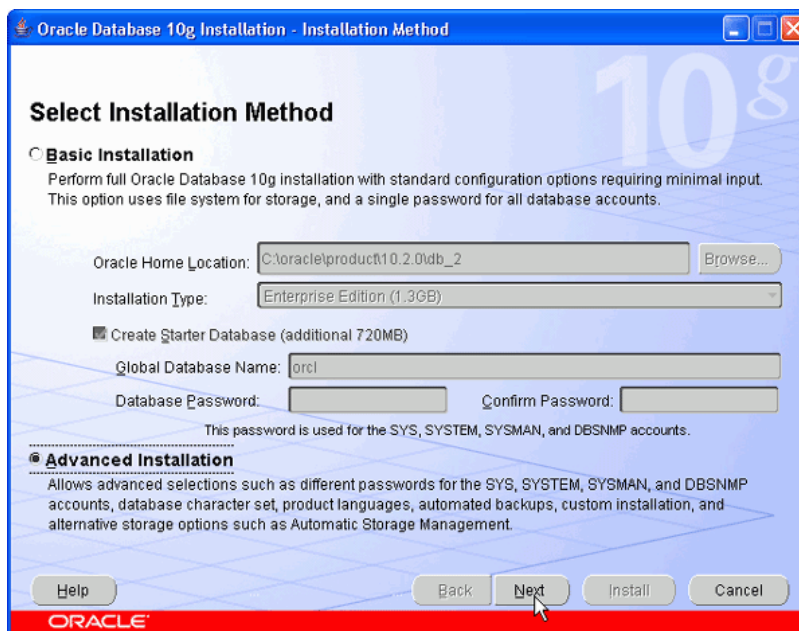 Oracle Database 10g Installation - Installation Method
10g
Select Installation Method
Basic Installation
Perform full Oracle Database 10g installation with standard configuration options requiring minimal input.
This option uses file system for storage, and a single password for all database accounts.
Oracle Home Location: C:\oracle\product\10.2.0\db_2 Browse...
Installation Type: Enterprise Edition (1.3GB)
Create Starter Database (additional 720MB)
Global Database Name: orcl
Database Password: Confirm Password:
This password is used for the SYS, SYSTEM, SYSMAN, and DBSNMP accounts.
Advanced Installation
Allows advanced selections such as different passwords for the SYS, SYSTEM, SYSMAN, and DBSNMP
accounts, database character set, product languages, automated backups, custom installation, and
alternative storage options such as Automatic Storage Management.
Help Back Next Install Cancel
ORACLE